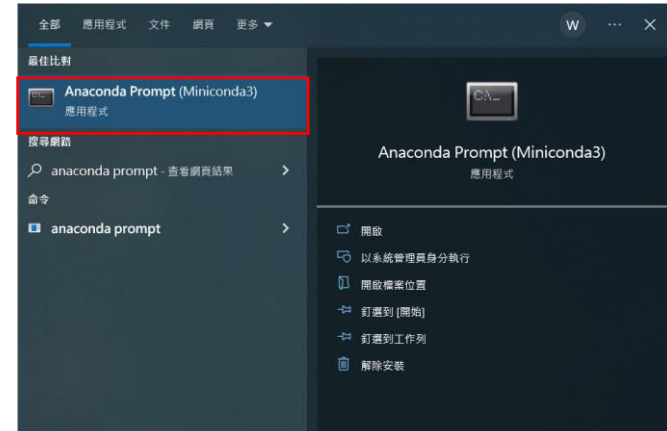 全部 應用程式 文件 網頁 更多
W ...
最佳比對
Anaconda Prompt (Miniconda3)
應用程式
搜尋網路
anaconda prompt - 查看網頁結果
命令
anaconda prompt
C:\_
Anaconda Prompt (Miniconda3)
應用程式
開啟
以系統管理員身分執行
開啟檔案位置
釘選到 [開始]
釘選到工作列
解除安裝